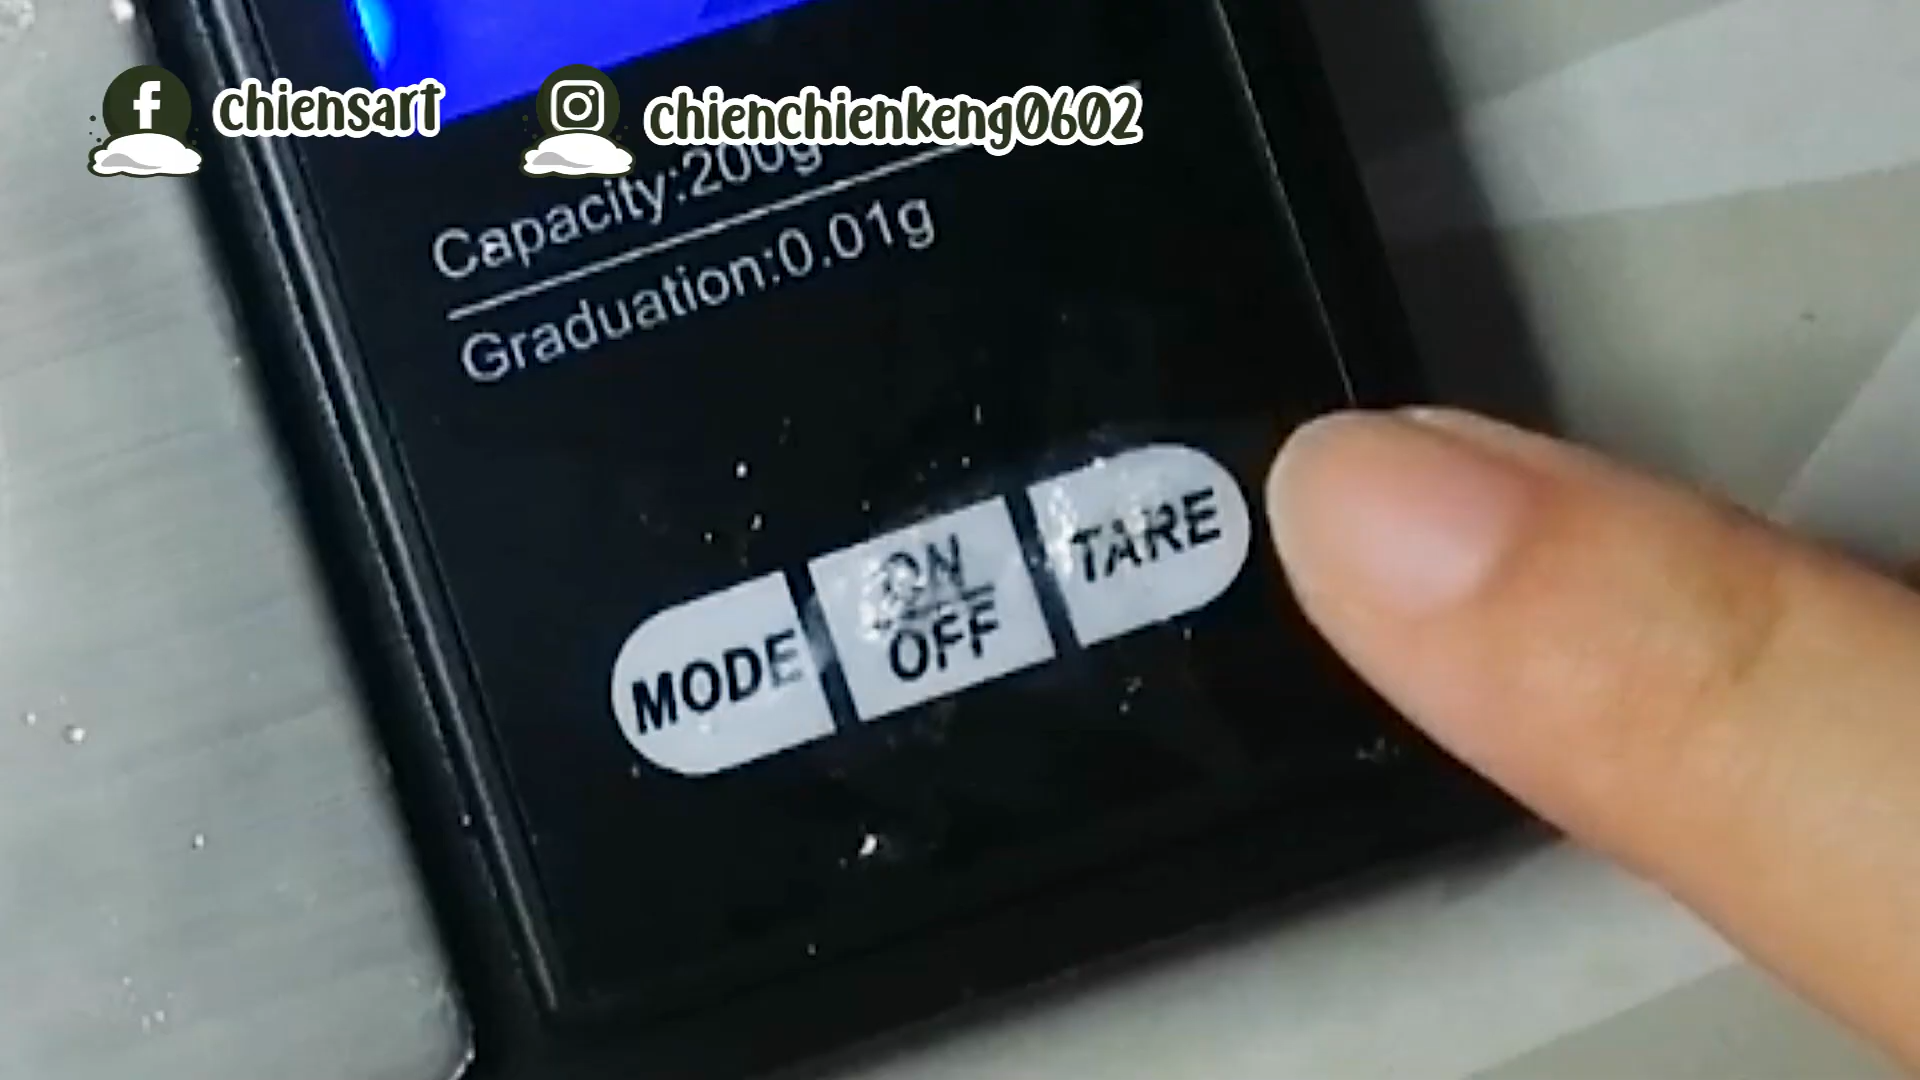 chiensart
chienchienkeng0602
Capacity:200g
Graduation:0.01g
MODE
ON
OFF
TARE